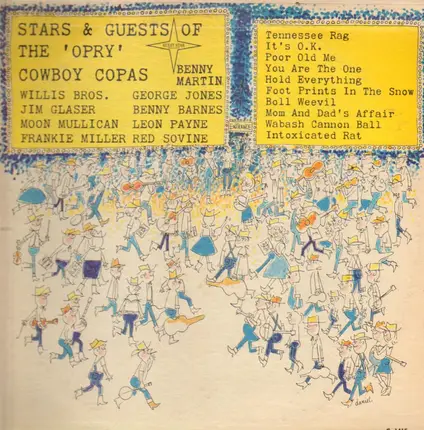 STARS & GUESTS OF
THE 'OPRY'
COWBOY COPAS
BENNY
MARTIN
WILLIS BROS. GEORGE JONES
JIM GLASER BENNY BARNES
MOON MULLICAN LEON PAYNE
FRANKIE MILLER RED SOVINE
Tennessee Rag
It's O.K.
Poor Old Me
You Are The One
Hold Everything
Foot Prints In The Snow
Boll Weevil
Mom And Dad's Affair
Wabash Cannon Ball
Intoxicated Rat
daniel.